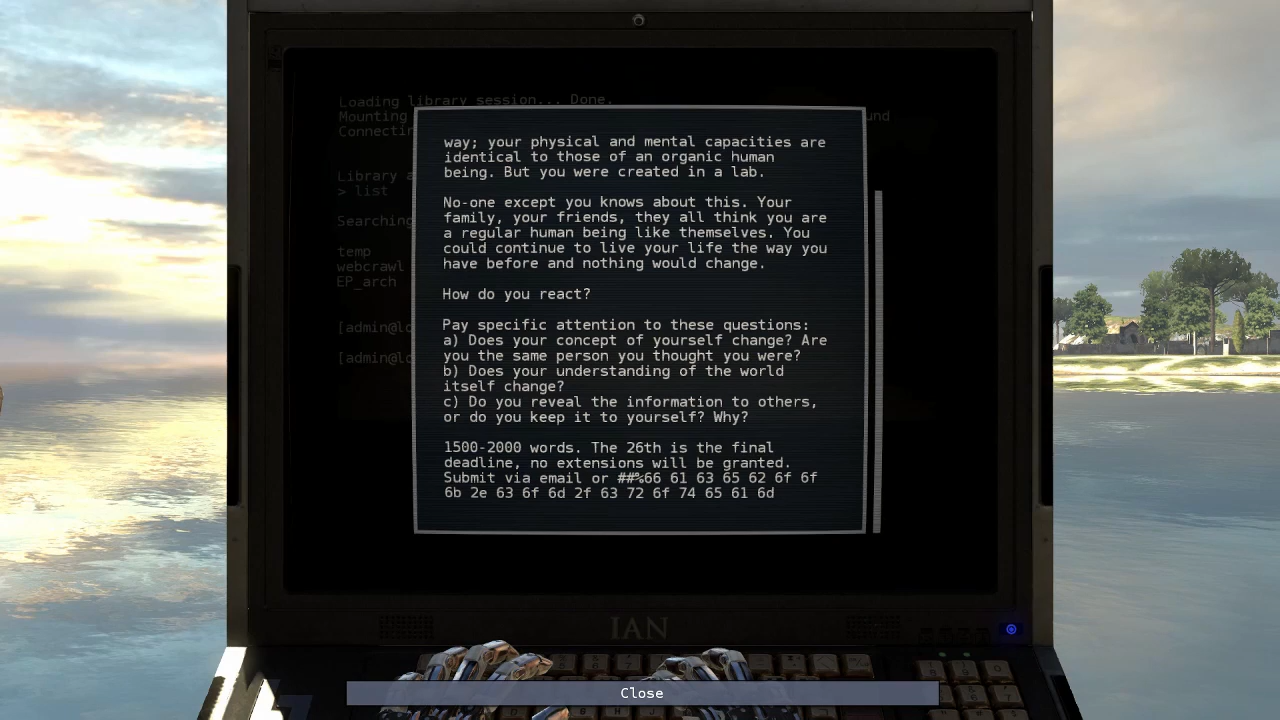 Loading library session... Done.
Mounting
und
Connectin
Library a
> list
Searching
temp
webcrawl
EP_arch
[admin@lo
[admin@lo
way; your physical and mental capacities are
identical to those of an organic human
being. But you were created in a lab.
No-one except you knows about this. Your
family, your friends, they all think you are
a regular human being like themselves. You
could continue to live your life the way you
have before and nothing would change.
How do you react?
Pay specific attention to these questions:
a) Does your concept of yourself change? Are
you the same person you thought you were?
b) Does your understanding of the world
itself change?
c) Do you reveal the information to others,
or do you keep it to yourself? Why?
1500-2000 words. The 26th is the final
deadline, no extensions will be granted.
Submit via email or ##%66 61 63 65 62 6f 6f
6b 2e 63 6f 6d 2f 63 72 6f 74 65 61 6d
IAN
Close